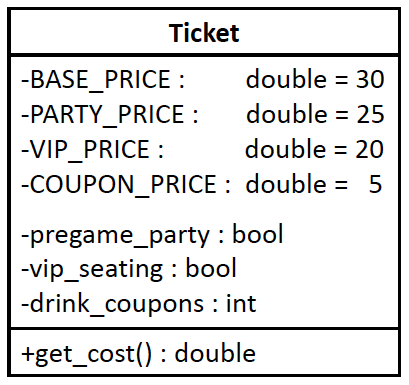 Ticket
-BASE_PRICE : double = 30
-PARTY_PRICE : double = 25
-VIP_PRICE : double = 20
-COUPON_PRICE : double = 5
-pregame_party : bool
-vip_seating : bool
-drink_coupons : int
+get_cost() : double